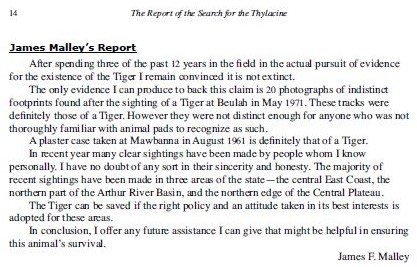 14 The Report of the Search for the Thylacine
James Malley's Report
After spending three of the past 12 years in the field in the actual pursuit of evidence
for the existence of the Tiger I remain convinced it is not extinct.
The only evidence I can produce to back this claim is 20 photographs of indistinct
footprints found after the sighting of a Tiger at Beulah in May 1971. These tracks were
definitely those of a Tiger. However they were not distinct enough for anyone who was not
thoroughly familiar with animal pads to recognize as such.
A plaster case taken at Mawbanna in August 1961 is definitely that of a Tiger.
In recent year many clear sightings have been made by people whom I know
personally. I have no doubt of any sort in their sincerity and honesty. The majority of
recent sightings have been made in three areas of the state—the central East Coast, the
northern part of the Arthur River Basin, and the northern edge of the Central Plateau.
The Tiger can be saved if the right policy and an attitude taken in its best interests is
adopted for these areas.
In conclusion, I offer any future assistance I can give that might be helpful in ensuring
this animal's survival.
James F. Malley